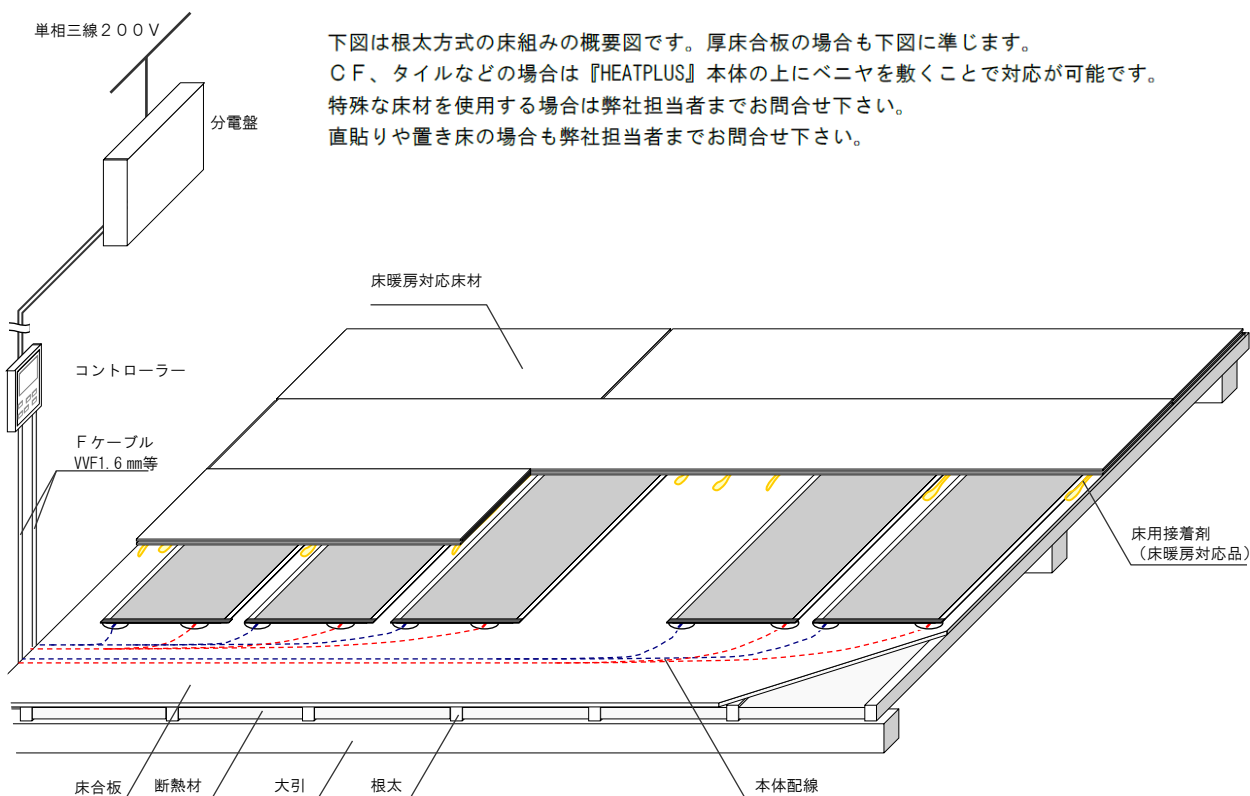 単相三線２００Ｖ
下図は根太方式の床組みの概要図です。厚床合板の場合も下図に準じます。
ＣＦ、タイルなどの場合は『HEATPLUS』本体の上にベニヤを敷くことで対応が可能です。
特殊な床材を使用する場合は弊社担当者までお問合せ下さい。
直貼りや置き床の場合も弊社担当者までお問合せ下さい。
分電盤
床暖房対応床材
コントローラー
Ｆケーブル
VVF1.6㎜等
床用接着剤
（床暖房対応品）
床合板
断熱材
大引
根太
本体配線